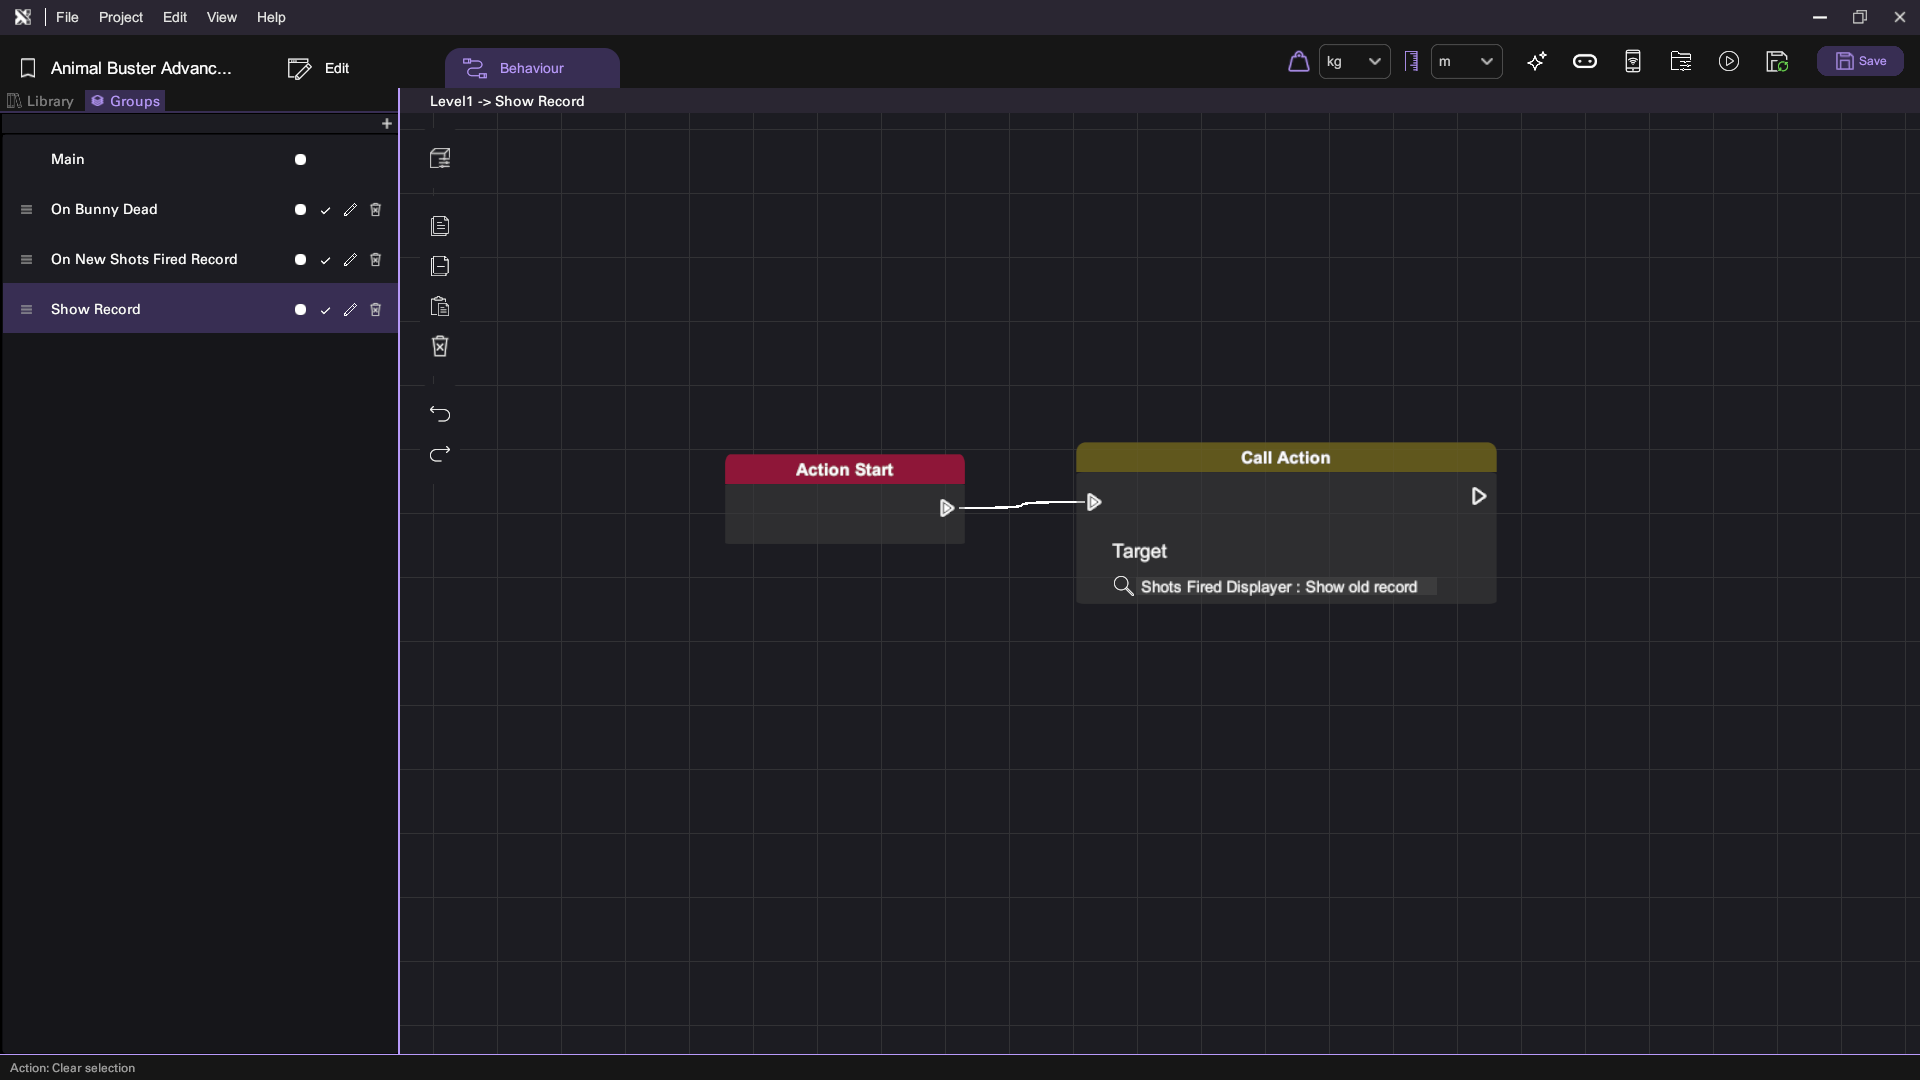 File Project Edit View Help
Animal Buster Advanc... Edit Behaviour kg m Save
Library Groups Level1 -> Show Record
+
Main
On Bunny Dead
On New Shots Fired Record
Show Record
Action Start
Call Action
Target
Shots Fired Displayer : Show old record
Action: Clear selection